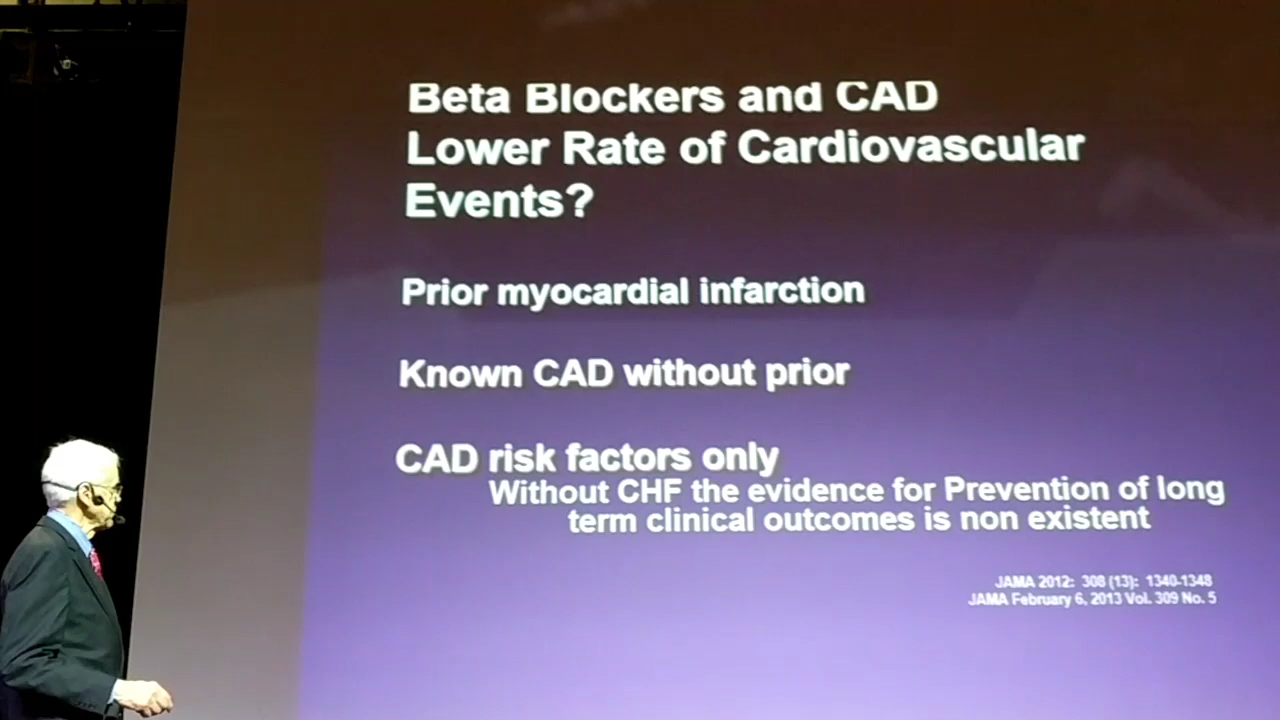 Beta Blockers and CAD
Lower Rate of Cardiovascular
Events?
Prior myocardial infarction
Known CAD without prior
CAD risk factors only
Without CHF the evidence for Prevention of long
term clinical outcomes is non existent
JAMA 2012: 308 (13): 1340-1348
JAMA February 6, 2013 Vol. 309 No. 5